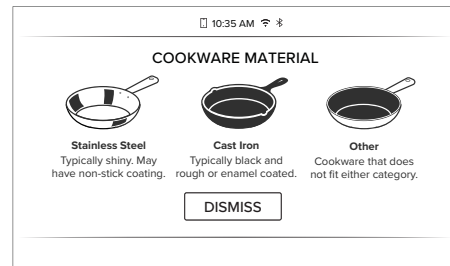 10:35 AM
COOKWARE MATERIAL
Stainless Steel
Typically shiny. May
have non-stick coating.
Cast Iron
Typically black and
rough or enamel coated.
Other
Cookware that does
not fit either category.
DISMISS